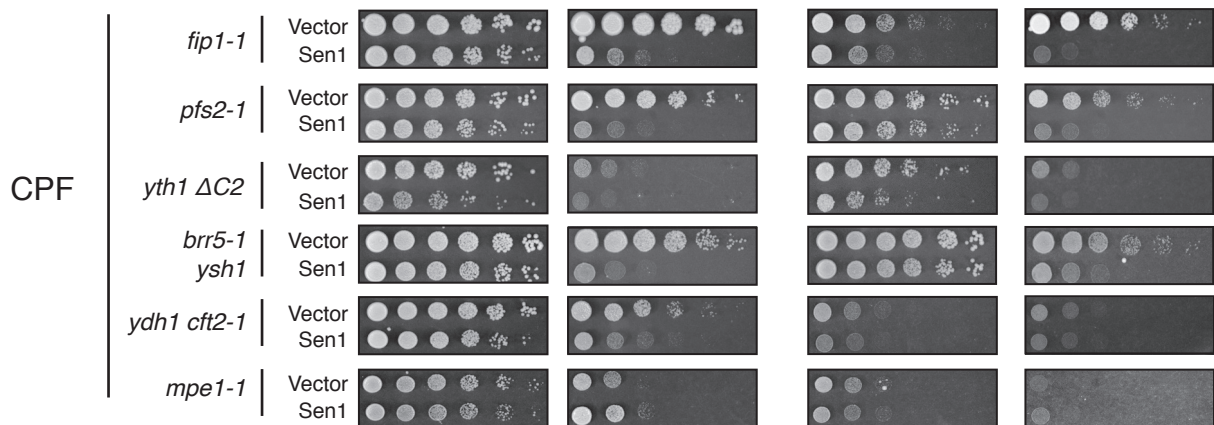 fip1-1
Vector
Sen1
pfs2-1
Vector
Sen1
CPF
yth1 ΔC2
Vector
Sen1
brr5-1
ysh1
Vector
Sen1
ydh1 cft2-1
Vector
Sen1
mpe1-1
Vector
Sen1